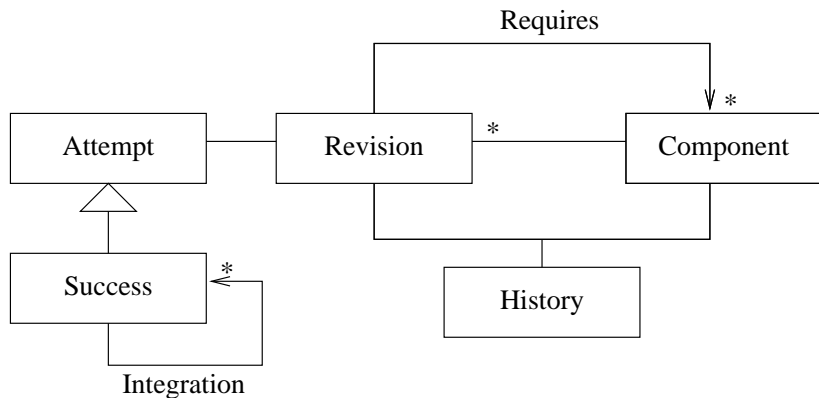 Requires
*
Attempt
Revision
*
Component
*
Success
History
Integration